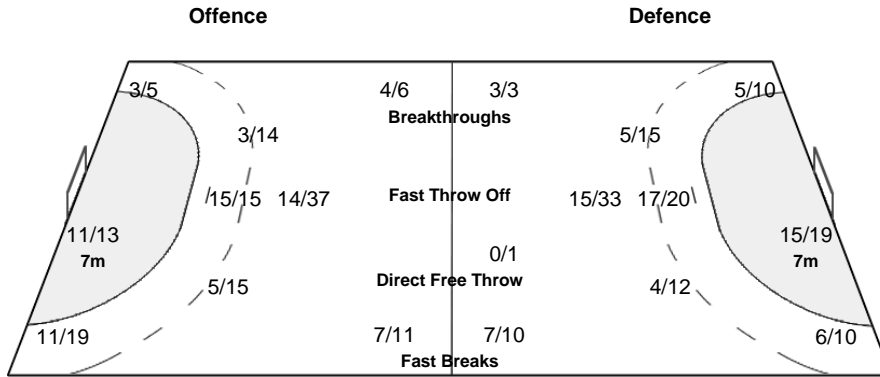 Offence Defence
3/5 4/6 3/3 5/10
Breakthroughs
3/14 5/15
15/15 14/37 Fast Throw Off 15/33 17/20
11/13 15/19
7m 7m
0/1
Direct Free Throw
5/15 4/12
11/19 7/11 7/10 6/10
Fast Breaks